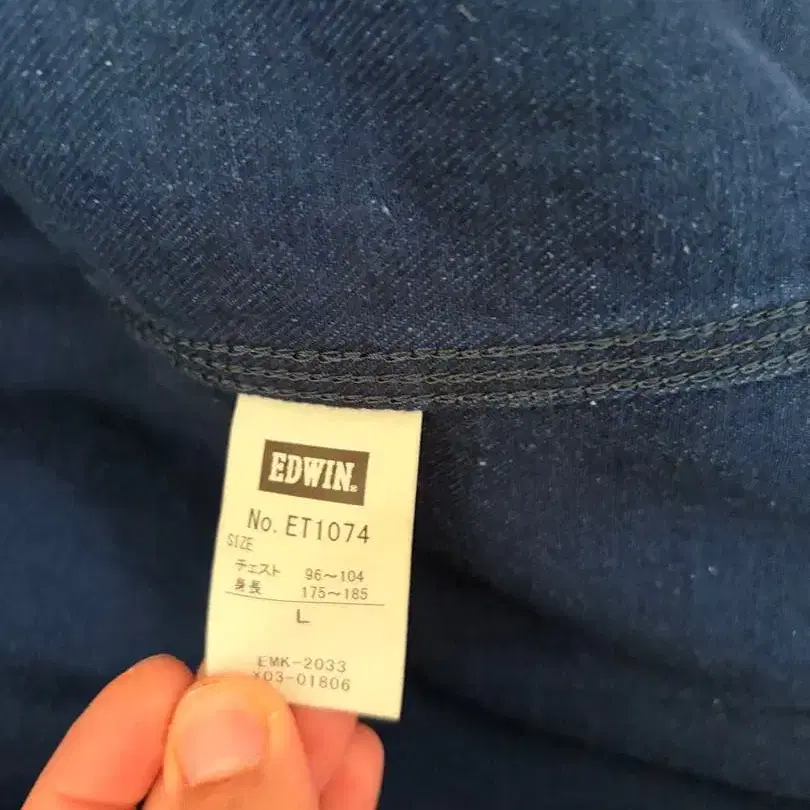 EDWIN.
No. ET1074
SIZE
チェスト 96〜104
身長 175〜185
L
EMK-2033
X03-01806